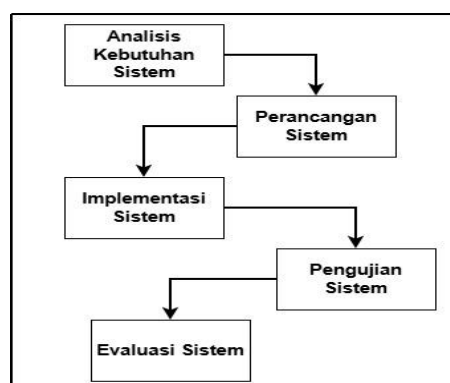 Analisis
Kebutuhan
Sistem
Perancangan
Sistem
Implementasi
Sistem
Pengujian
Sistem
Evaluasi Sistem